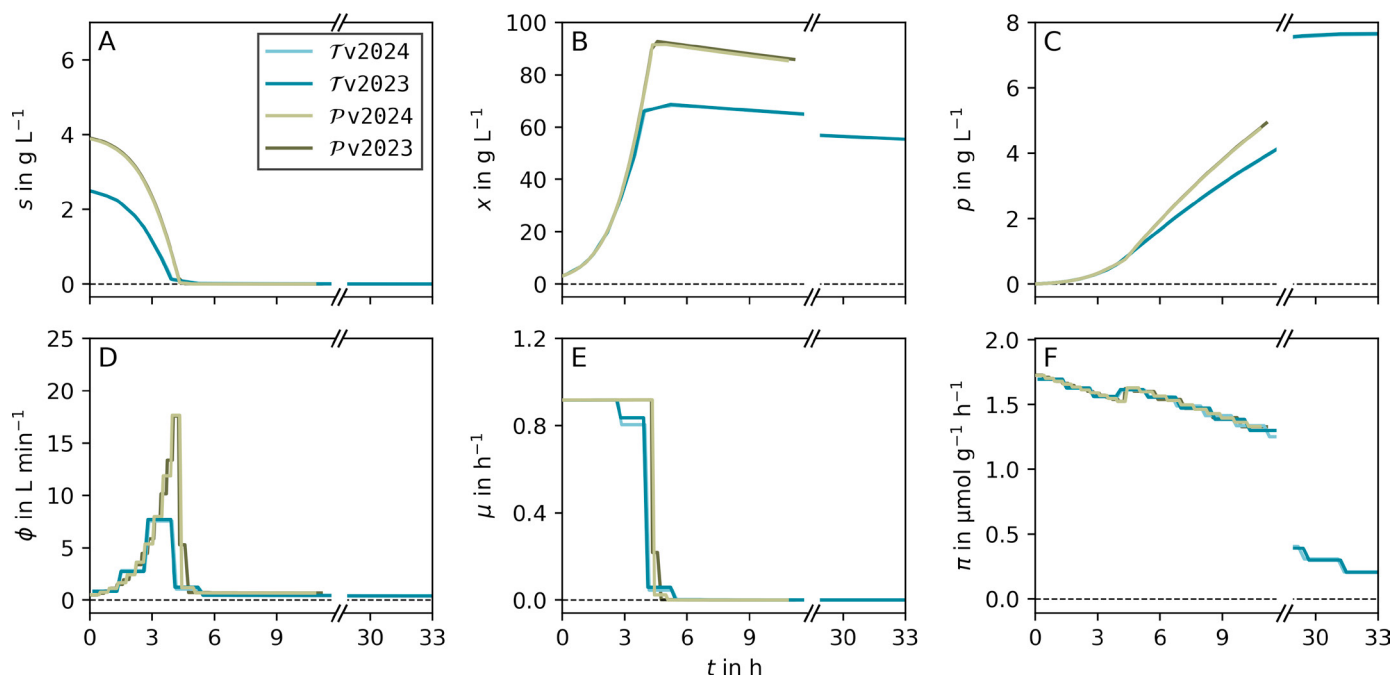 A
B
C
𝒯v2024
𝒯v2023
𝒫v2024
𝒫v2023
s in g L⁻¹
6
4
2
0
x in g L⁻¹
100
80
60
40
20
0
p in g L⁻¹
8
6
4
2
0
D
E
F
ϕ in L min⁻¹
25
20
15
10
5
0
μ in h⁻¹
1.2
0.8
0.4
0.0
π in μmol g⁻¹ h⁻¹
2.0
1.5
1.0
0.5
0.0
0 3 6 9 30 33
0 3 6 9 30 33
0 3 6 9 30 33
t in h